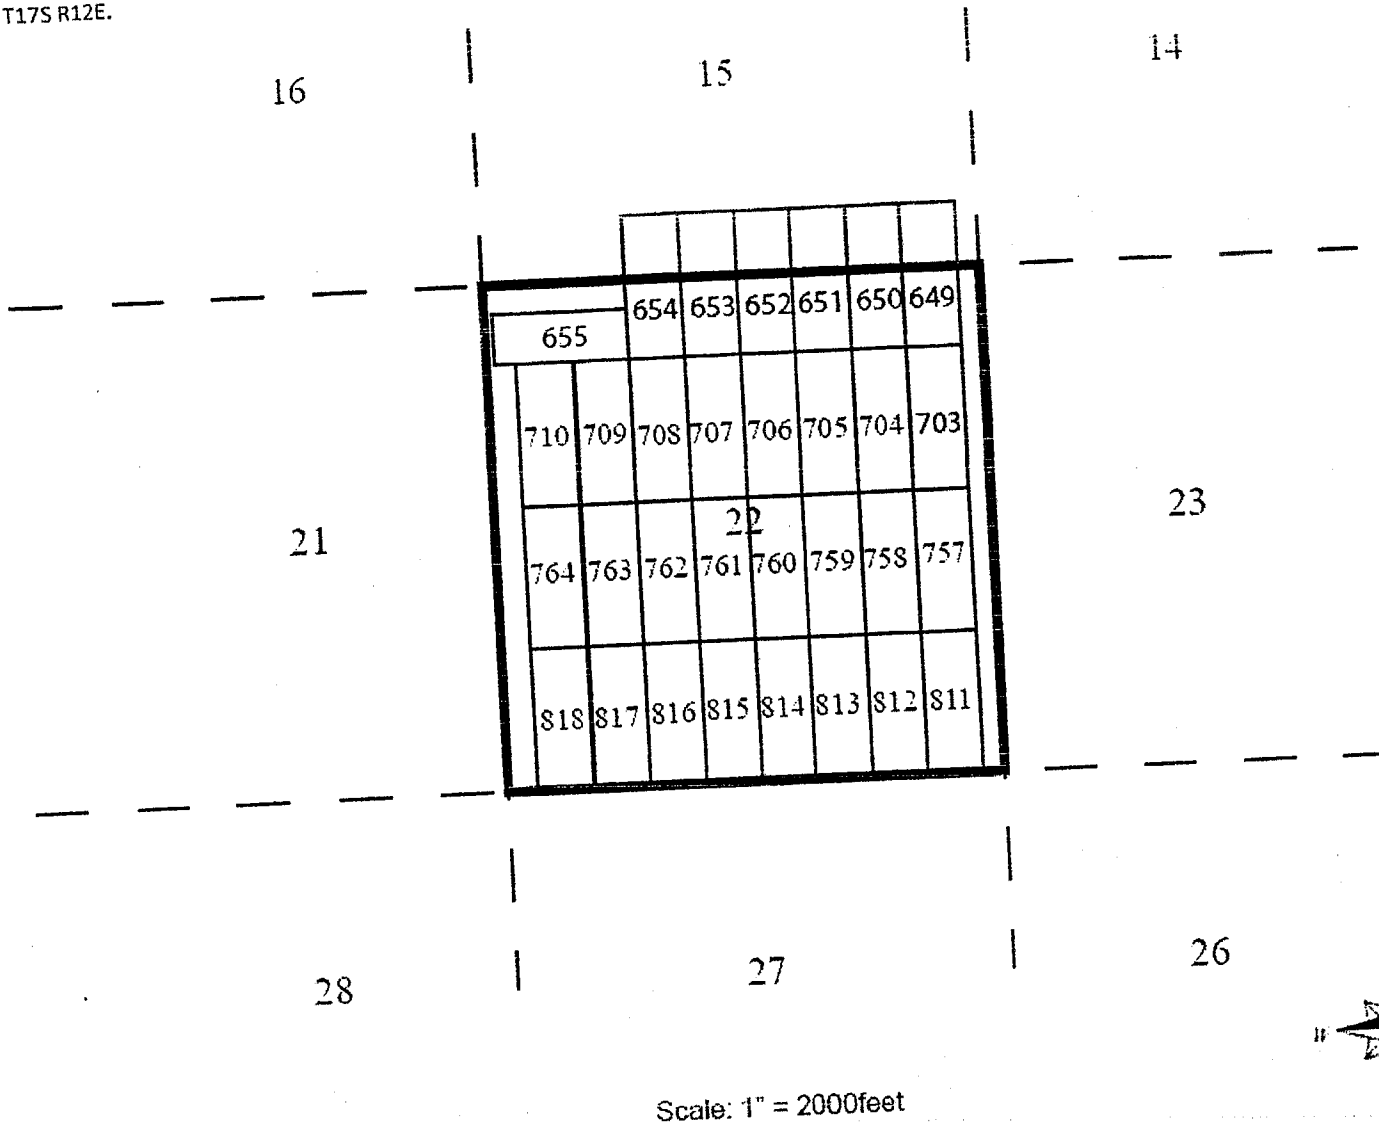 T17S R12E.
16 15 14
654 653 652 651 650 649
655
710 709 708 707 706 705 704 703
21 22 23
764 763 762 761 760 759 758 757
818 817 816 815 814 813 812 811
28 27 26
Scale: 1" = 2000feet